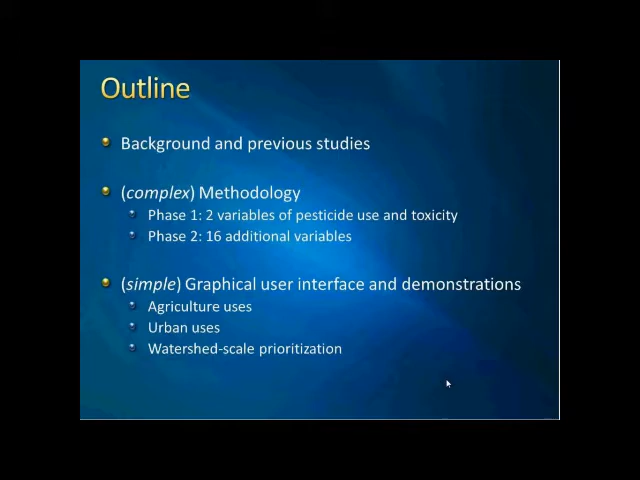 Outline
Background and previous studies
(complex) Methodology
Phase 1: 2 variables of pesticide use and toxicity
Phase 2: 16 additional variables
(simple) Graphical user interface and demonstrations
Agriculture uses
Urban uses
Watershed-scale prioritization